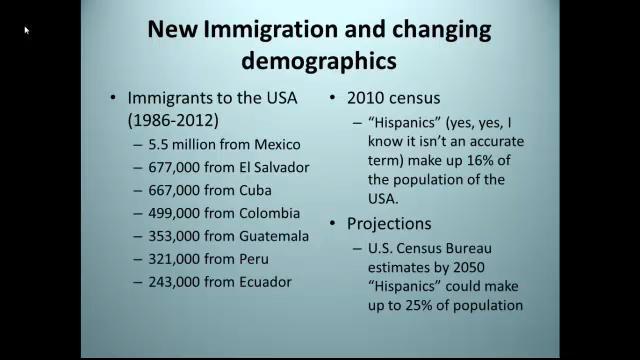 New Immigration and changing
demographics
• Immigrants to the USA
(1986-2012)
– 5.5 million from Mexico
– 677,000 from El Salvador
– 667,000 from Cuba
– 499,000 from Colombia
– 353,000 from Guatemala
– 321,000 from Peru
– 243,000 from Ecuador
• 2010 census
– “Hispanics” (yes, yes, I
know it isn’t an accurate
term) make up 16% of
the population of the
USA.
• Projections
– U.S. Census Bureau
estimates by 2050
“Hispanics” could make
up to 25% of population